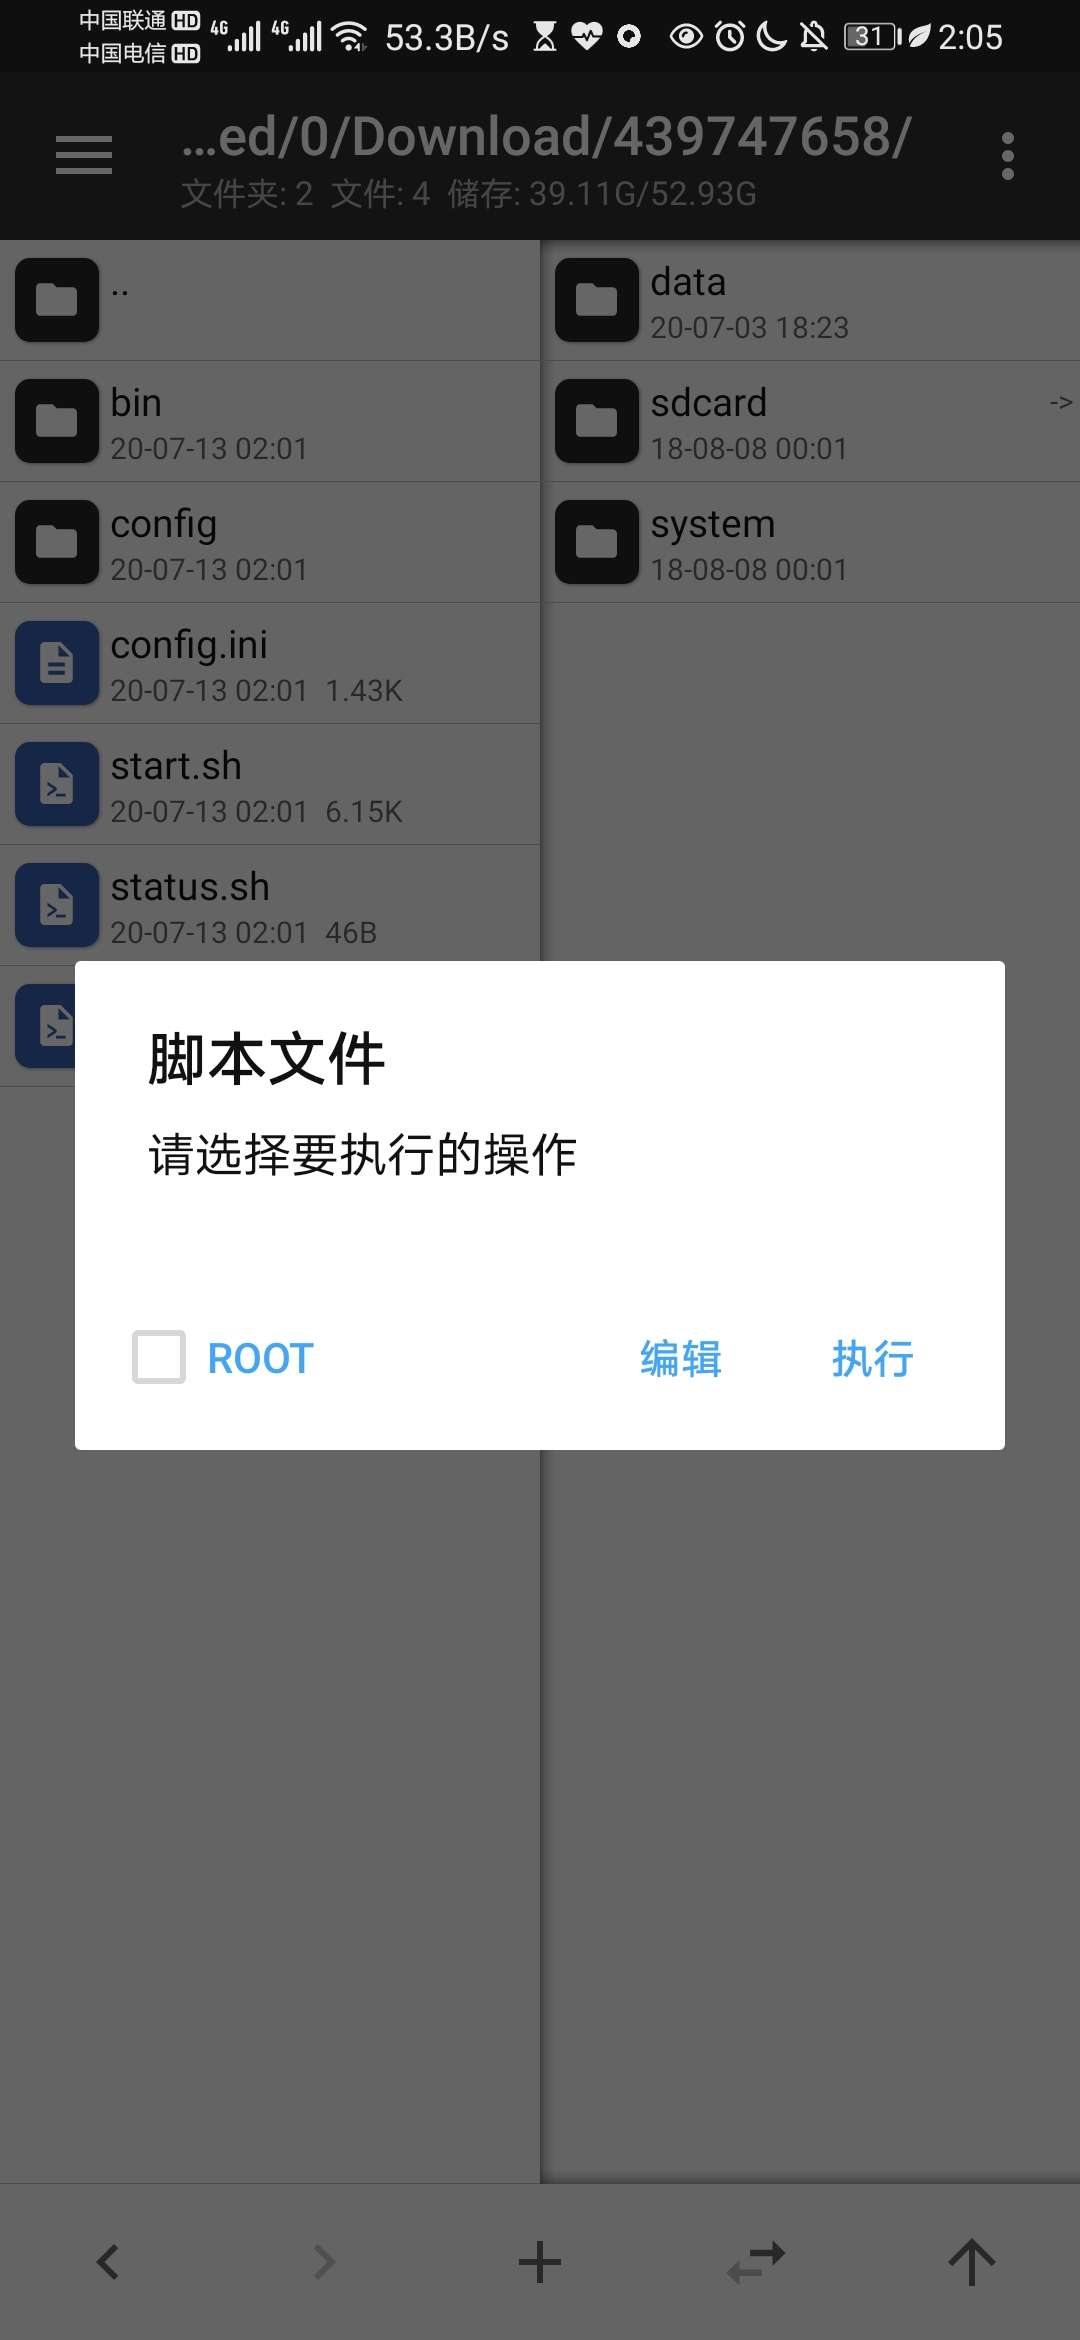 中国联通 HD
中国电信 HD
4G 4G 53.3B/s 31 2:05
...ed/0/Download/439747658/
文件夹: 2 文件: 4 储存: 39.11G/52.93G
..
bin
20-07-13 02:01
config
20-07-13 02:01
config.ini
20-07-13 02:01 1.43K
start.sh
20-07-13 02:01 6.15K
status.sh
20-07-13 02:01 46B
data
20-07-03 18:23
sdcard ->
18-08-08 00:01
system
18-08-08 00:01
脚本文件
请选择要执行的操作
ROOT 编辑 执行